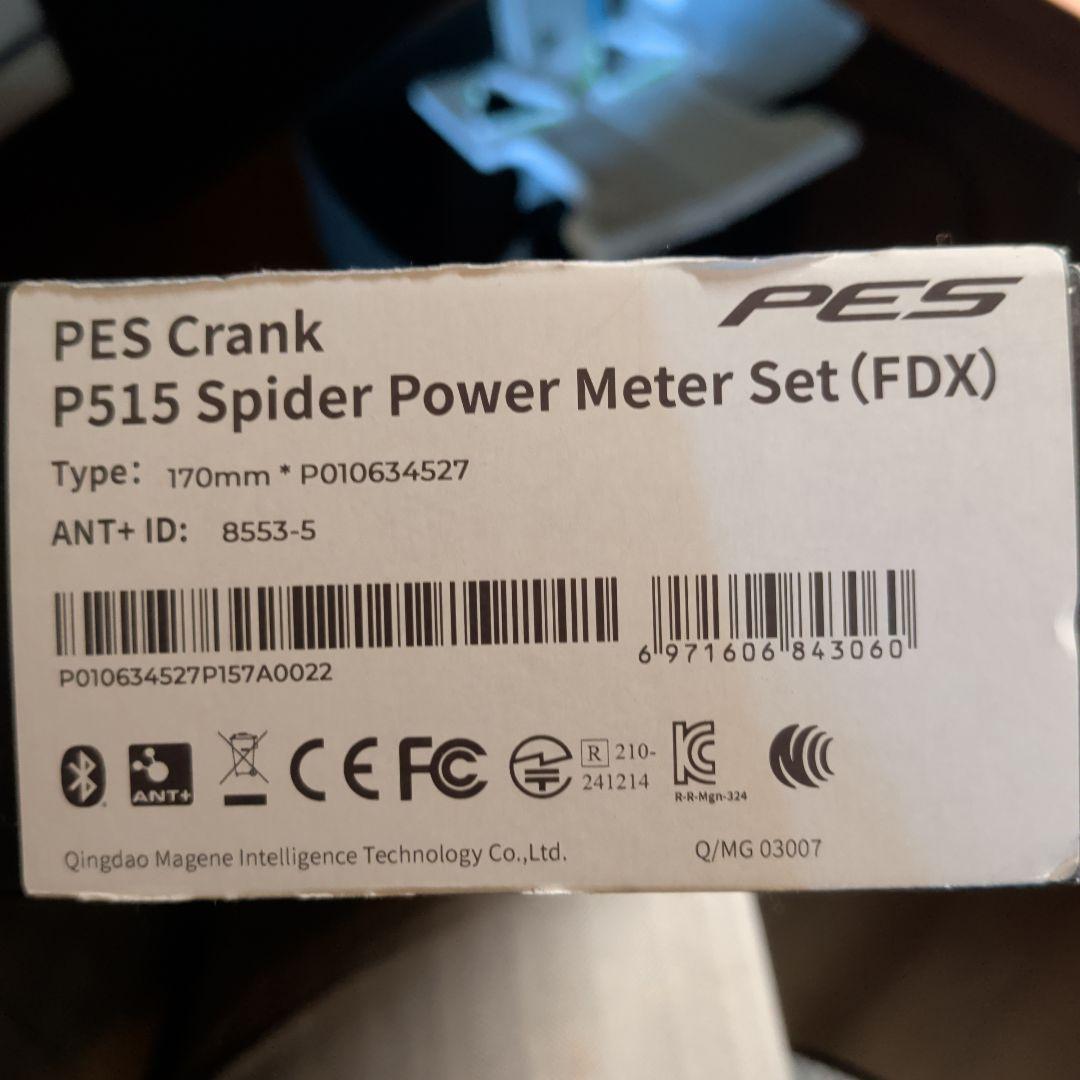 PES
PES Crank
P515 Spider Power Meter Set (FDX)
Type: 170mm * P010634527
ANT+ ID: 8553-5
P010634527P157A0022
6 971606 843060
ANT+
CE FC
R 210-
241214
R-R-Mgn-324
Qingdao Magene Intelligence Technology Co.,Ltd.
Q/MG 03007